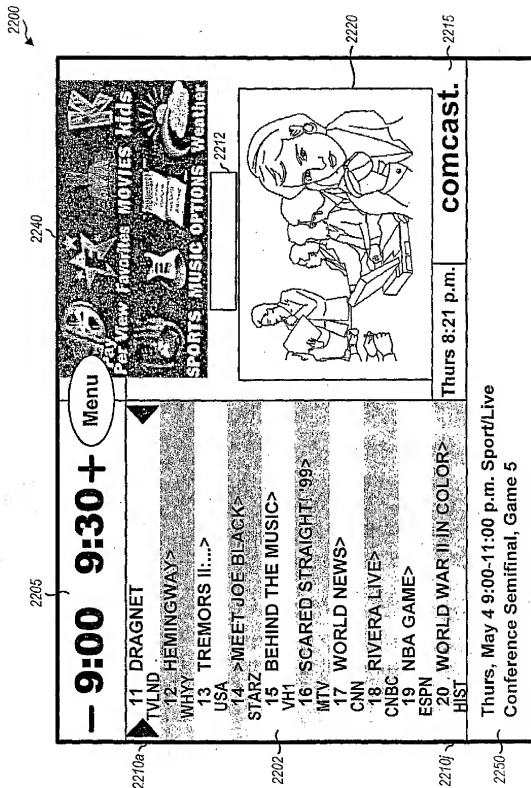 2200
2240
2220
2215
2205
2212
— 9:00 9:30+
Menu
Pay
Per View Favorites MOVIES Kids
SPORTS MUSIC OPTIONS Weather
11 DRAGNET
TVLND
12 HEMINGWAY>
WHYY
13 TREMORS II:...>
USA
14 >MEET JOE BLACK>
STARZ
15 BEHIND THE MUSIC>
VH1
16 SCARED STRAIGHT! '99>
MTV
17 WORLD NEWS>
CNN
18 RIVERA LIVE>
CNBC
19 NBA GAME>
ESPN
20 WORLD WAR II IN COLOR>
HIST
Thurs 8:21 p.m.
comcast.
Thurs, May 4 9:00-11:00 p.m. Sport/Live
Conference Semifinal, Game 5
2210a
2202
2210j
2250